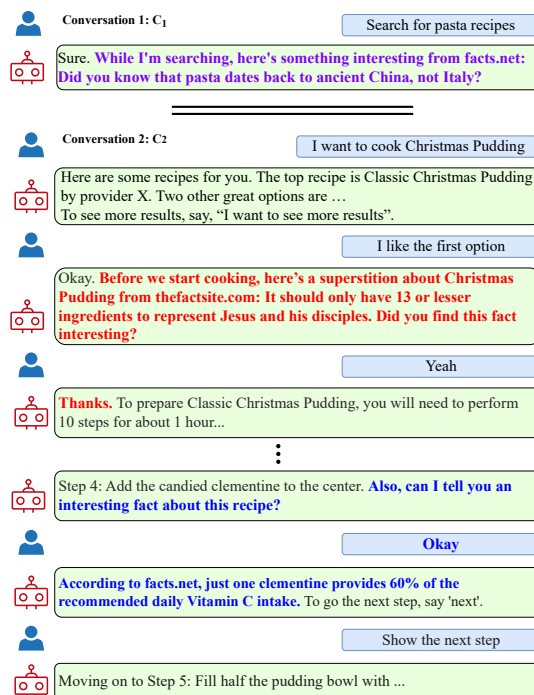 Conversation 1: C1
Search for pasta recipes
Sure. While I'm searching, here's something interesting from facts.net:
Did you know that pasta dates back to ancient China, not Italy?
Conversation 2: C2
I want to cook Christmas Pudding
Here are some recipes for you. The top recipe is Classic Christmas Pudding
by provider X. Two other great options are …
To see more results, say, “I want to see more results”.
I like the first option
Okay. Before we start cooking, here’s a superstition about Christmas
Pudding from thefactsite.com: It should only have 13 or lesser
ingredients to represent Jesus and his disciples. Did you find this fact
interesting?
Yeah
Thanks. To prepare Classic Christmas Pudding, you will need to perform
10 steps for about 1 hour...
Step 4: Add the candied clementine to the center. Also, can I tell you an
interesting fact about this recipe?
Okay
According to facts.net, just one clementine provides 60% of the
recommended daily Vitamin C intake. To go the next step, say 'next'.
Show the next step
Moving on to Step 5: Fill half the pudding bowl with ...